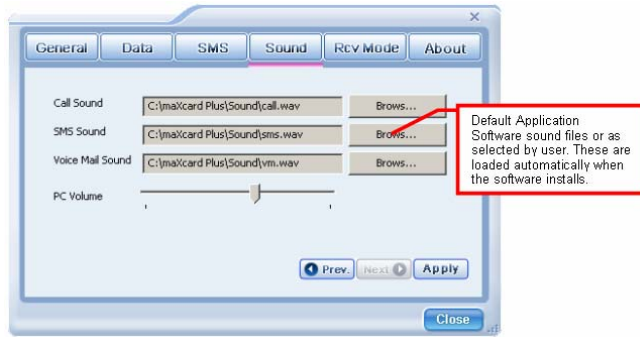 General Data SMS Sound Rcv Mode About
Call Sound C:\maXcard Plus\Sound\call.wav Brows...
SMS Sound C:\maXcard Plus\Sound\sms.wav Brows...
Voice Mail Sound C:\maXcard Plus\Sound\vm.wav Brows...
PC Volume
Prev. Next Apply
Close
Default Application
Software sound files or as
selected by user. These are
loaded automatically when
the software installs.